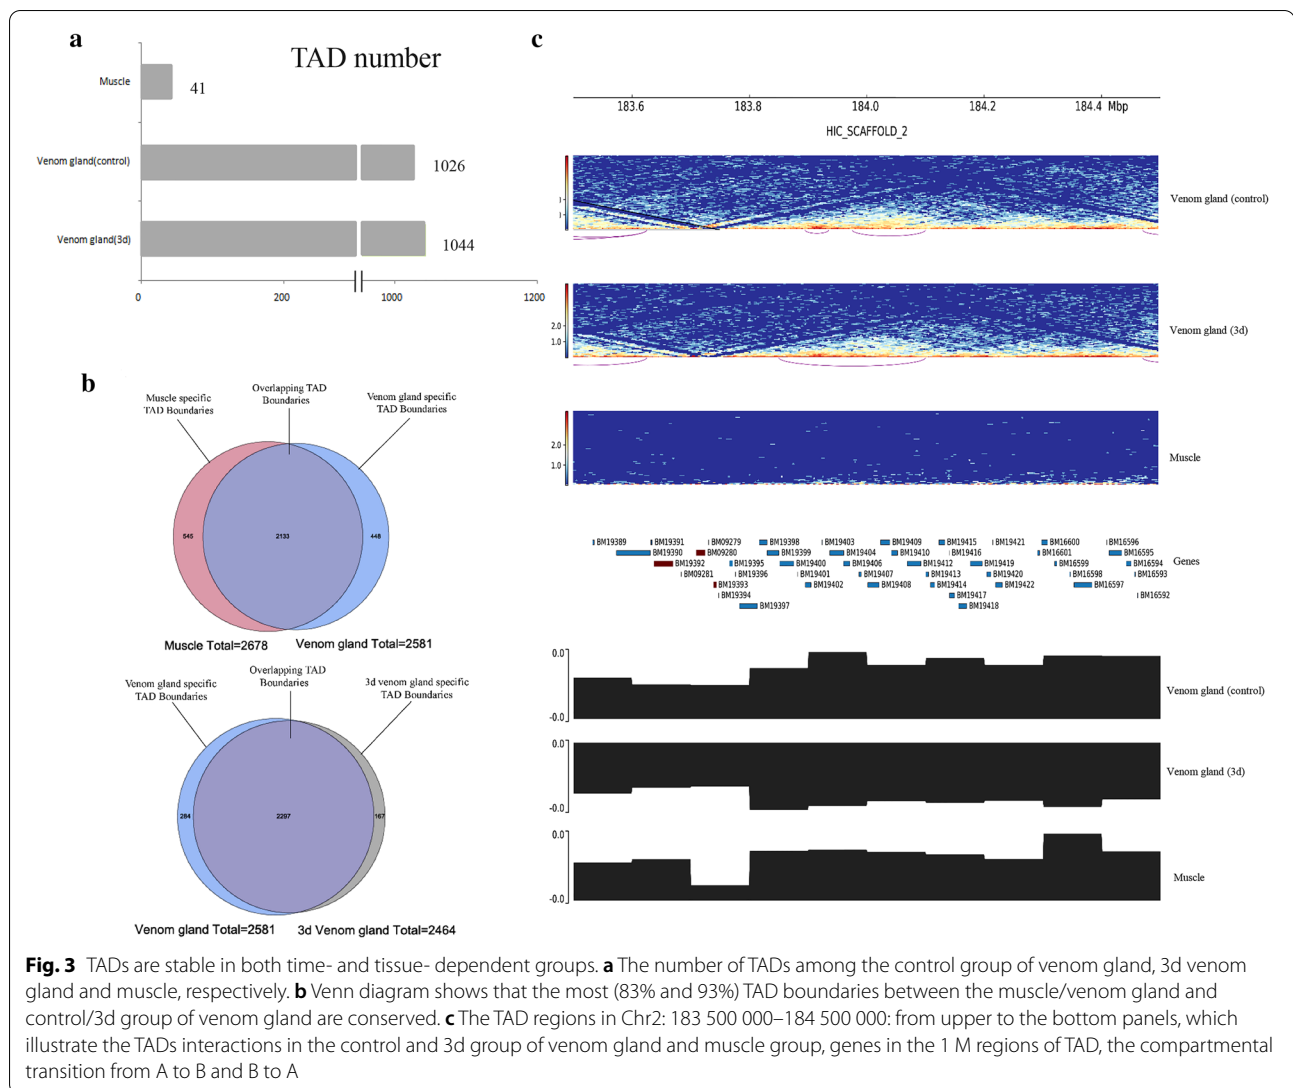 a
TAD number
Muscle
41
Venom gland(control)
1026
Venom gland(3d)
1044
0
200
1000
1200
b
Muscle specific
TAD Boundaries
Overlapping TAD
Boundaries
Venom gland specific
TAD Boundaries
545
2133
448
Muscle Total=2678
Venom gland Total=2581
Venom gland specific
TAD Boundaries
Overlapping TAD
Boundaries
3d venom gland specific
TAD Boundaries
284
2297
167
Venom gland Total=2581
3d Venom gland Total=2464
c
183.6 183.8 184.0 184.2 184.4 Mbp
HIC_SCAFFOLD_2
Venom gland (control)
2.0
1.0
Venom gland (3d)
2.0
1.0
Muscle
BM19389 BM19391 BM09279 BM19398 BM19403 BM19409 BM19415 BM19421 BM16600 BM16596
BM19390 BM09280 BM19399 BM19404 BM19410 BM19416 BM16601 BM16595
BM19392 BM19395 BM19400 BM19406 BM19412 BM19419 BM16599 BM16594
BM09281 BM19396 BM19401 BM19407 BM19413 BM19420 BM16598 BM16593
BM19393 BM19402 BM19408 BM19414 BM19422 BM16597
BM19394 BM19417 BM16592
BM19397 BM19418
Genes
0.0
-0.0
Venom gland (control)
0.0
-0.0
Venom gland (3d)
0.0
-0.0
Muscle
Fig. 3 TADs are stable in both time- and tissue- dependent groups. a The number of TADs among the control group of venom gland, 3d venom
gland and muscle, respectively. b Venn diagram shows that the most (83% and 93%) TAD boundaries between the muscle/venom gland and
control/3d group of venom gland are conserved. c The TAD regions in Chr2: 183 500 000–184 500 000: from upper to the bottom panels, which
illustrate the TADs interactions in the control and 3d group of venom gland and muscle group, genes in the 1 M regions of TAD, the compartmental
transition from A to B and B to A